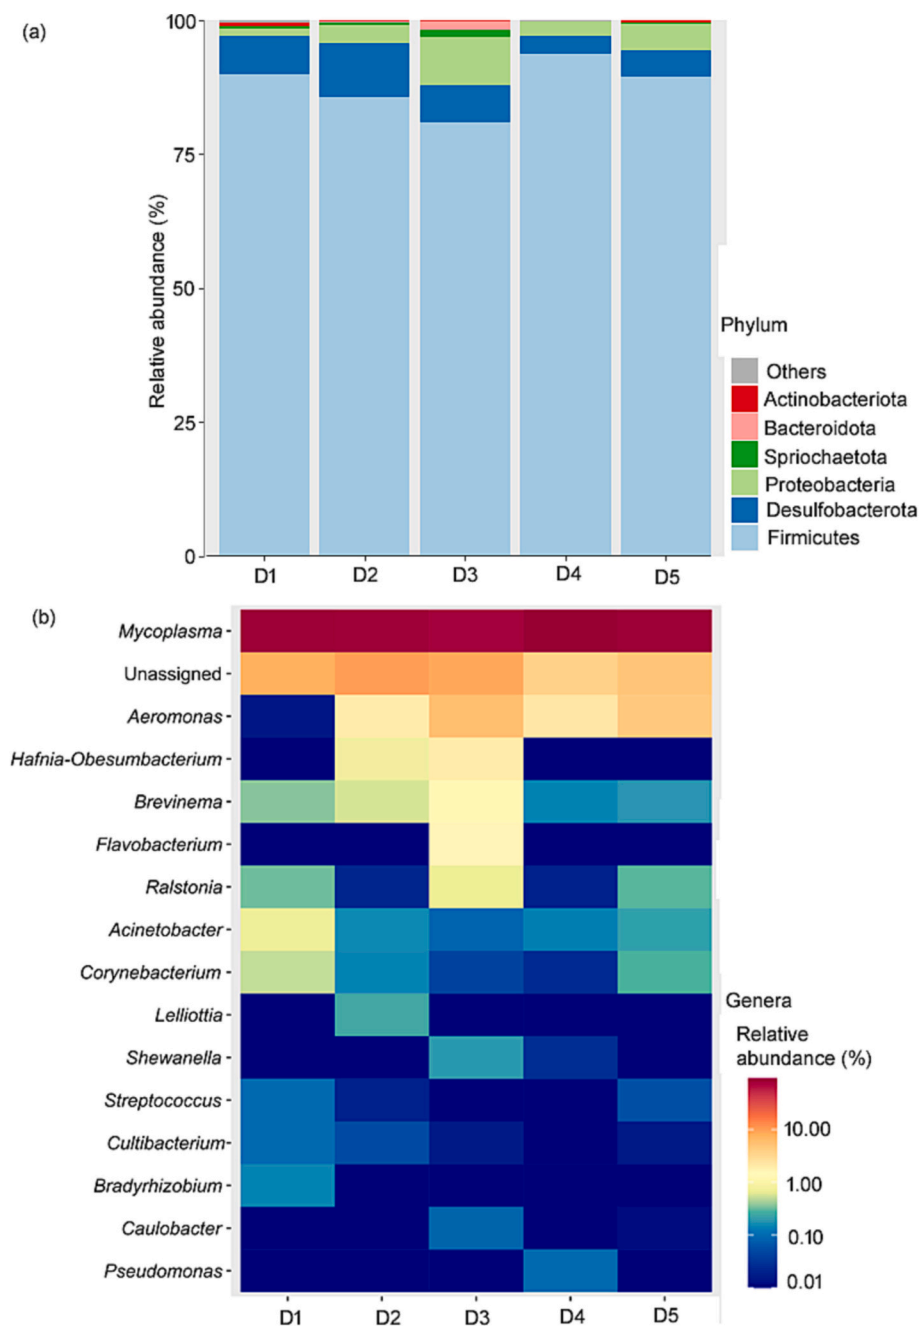 (a)
100
75
50
25
0
Relative abundance (%)
D1 D2 D3 D4 D5
Phylum
Others
Actinobacteriota
Bacteroidota
Spriochaetota
Proteobacteria
Desulfobacterota
Firmicutes
(b)
Mycoplasma
Unassigned
Aeromonas
Hafnia-Obesumbacterium
Brevinema
Flavobacterium
Ralstonia
Acinetobacter
Corynebacterium
Lelliottia
Shewanella
Streptococcus
Cultibacterium
Bradyrhizobium
Caulobacter
Pseudomonas
D1 D2 D3 D4 D5
Genera
Relative
abundance (%)
10.00
1.00
0.10
0.01